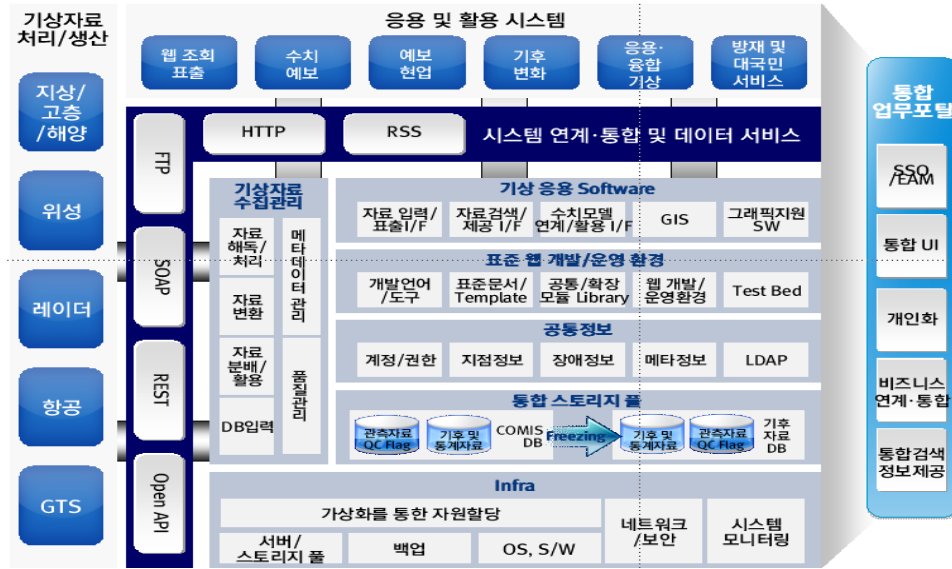 기상자료
처리/생산
지상/
고층
/해양
위성
레이더
항공
GTS
응용 및 활용 시스템
웹 조회
표출
수치
예보
예보
현업
기후
변화
응용·
융합
기상
방재 및
대국민
서비스
FTP
SOAP
REST
Open API
HTTP
RSS
시스템 연계·통합 및 데이터 서비스
기상자료
수집관리
자료
해독/
처리
자료
변환
자료
분배/
활용
DB입력
메타데이터 관리
품질관리
기상 응용 Software
자료 입력/
표출I/F
자료검색/
제공 I/F
수치모델
연계/활용 I/F
GIS
그래픽지원
SW
표준 웹 개발/운영 환경
개발언어
/도구
표준문서/
Template
공통/확장
모듈 Library
웹 개발/
운영환경
Test Bed
공통정보
계정/권한
지점정보
장애정보
메타정보
LDAP
통합 스토리지 풀
관측자료
QC Flag
기후 및
통계자료
COMIS
DB
Freezing
기후 및
통계자료
관측자료
QC Flag
기후
자료
DB
Infra
가상화를 통한 자원할당
서버/
스토리지 풀
백업
OS, S/W
네트워크
/보안
시스템
모니터링
통합
업무포털
SSO
/EAM
통합 UI
개인화
비즈니스
연계·통합
통합검색
정보제공